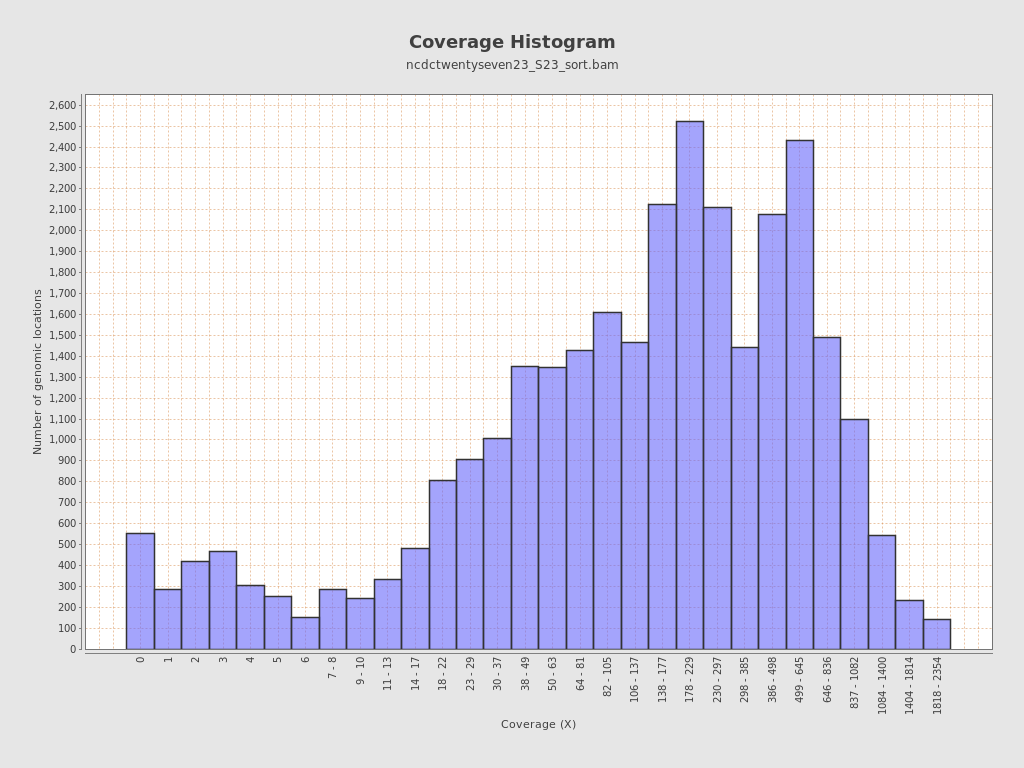 Coverage Histogram
ncdctwentyseven23_S23_sort.bam
Number of genomic locations
2,600
2,500
2,400
2,300
2,200
2,100
2,000
1,900
1,800
1,700
1,600
1,500
1,400
1,300
1,200
1,100
1,000
900
800
700
600
500
400
300
200
100
0
0
1
2
3
4
5
6
7 - 8
9 - 10
11 - 13
14 - 17
18 - 22
23 - 29
30 - 37
38 - 49
50 - 63
64 - 81
82 - 105
106 - 137
138 - 177
178 - 229
230 - 297
298 - 385
386 - 498
499 - 645
646 - 836
837 - 1082
1084 - 1400
1404 - 1814
1818 - 2354
Coverage (X)